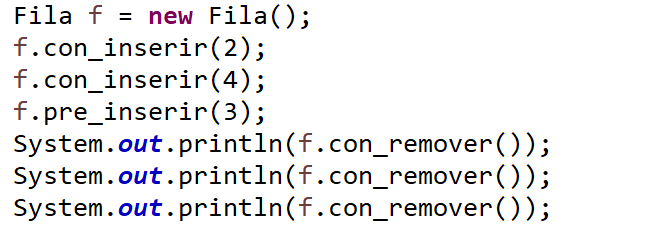 Fila f = new Fila();
f.con_inserir(2);
f.con_inserir(4);
f.pre_inserir(3);
System.out.println(f.con_remover());
System.out.println(f.con_remover());
System.out.println(f.con_remover());